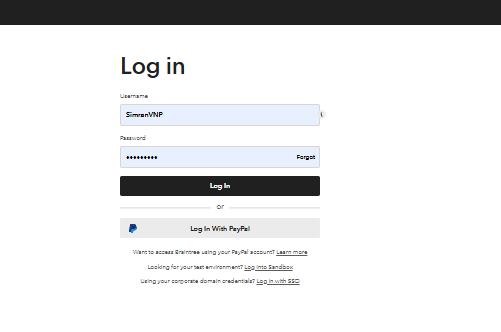 Log in
Username
SimranVNP
Password
•••••••••
Forgot
Log In
or
Log In With PayPal
Want to access Braintree using your PayPal account? Learn more
Looking for your test environment? Log into Sandbox
Using your corporate domain credentials? Log in with SSO